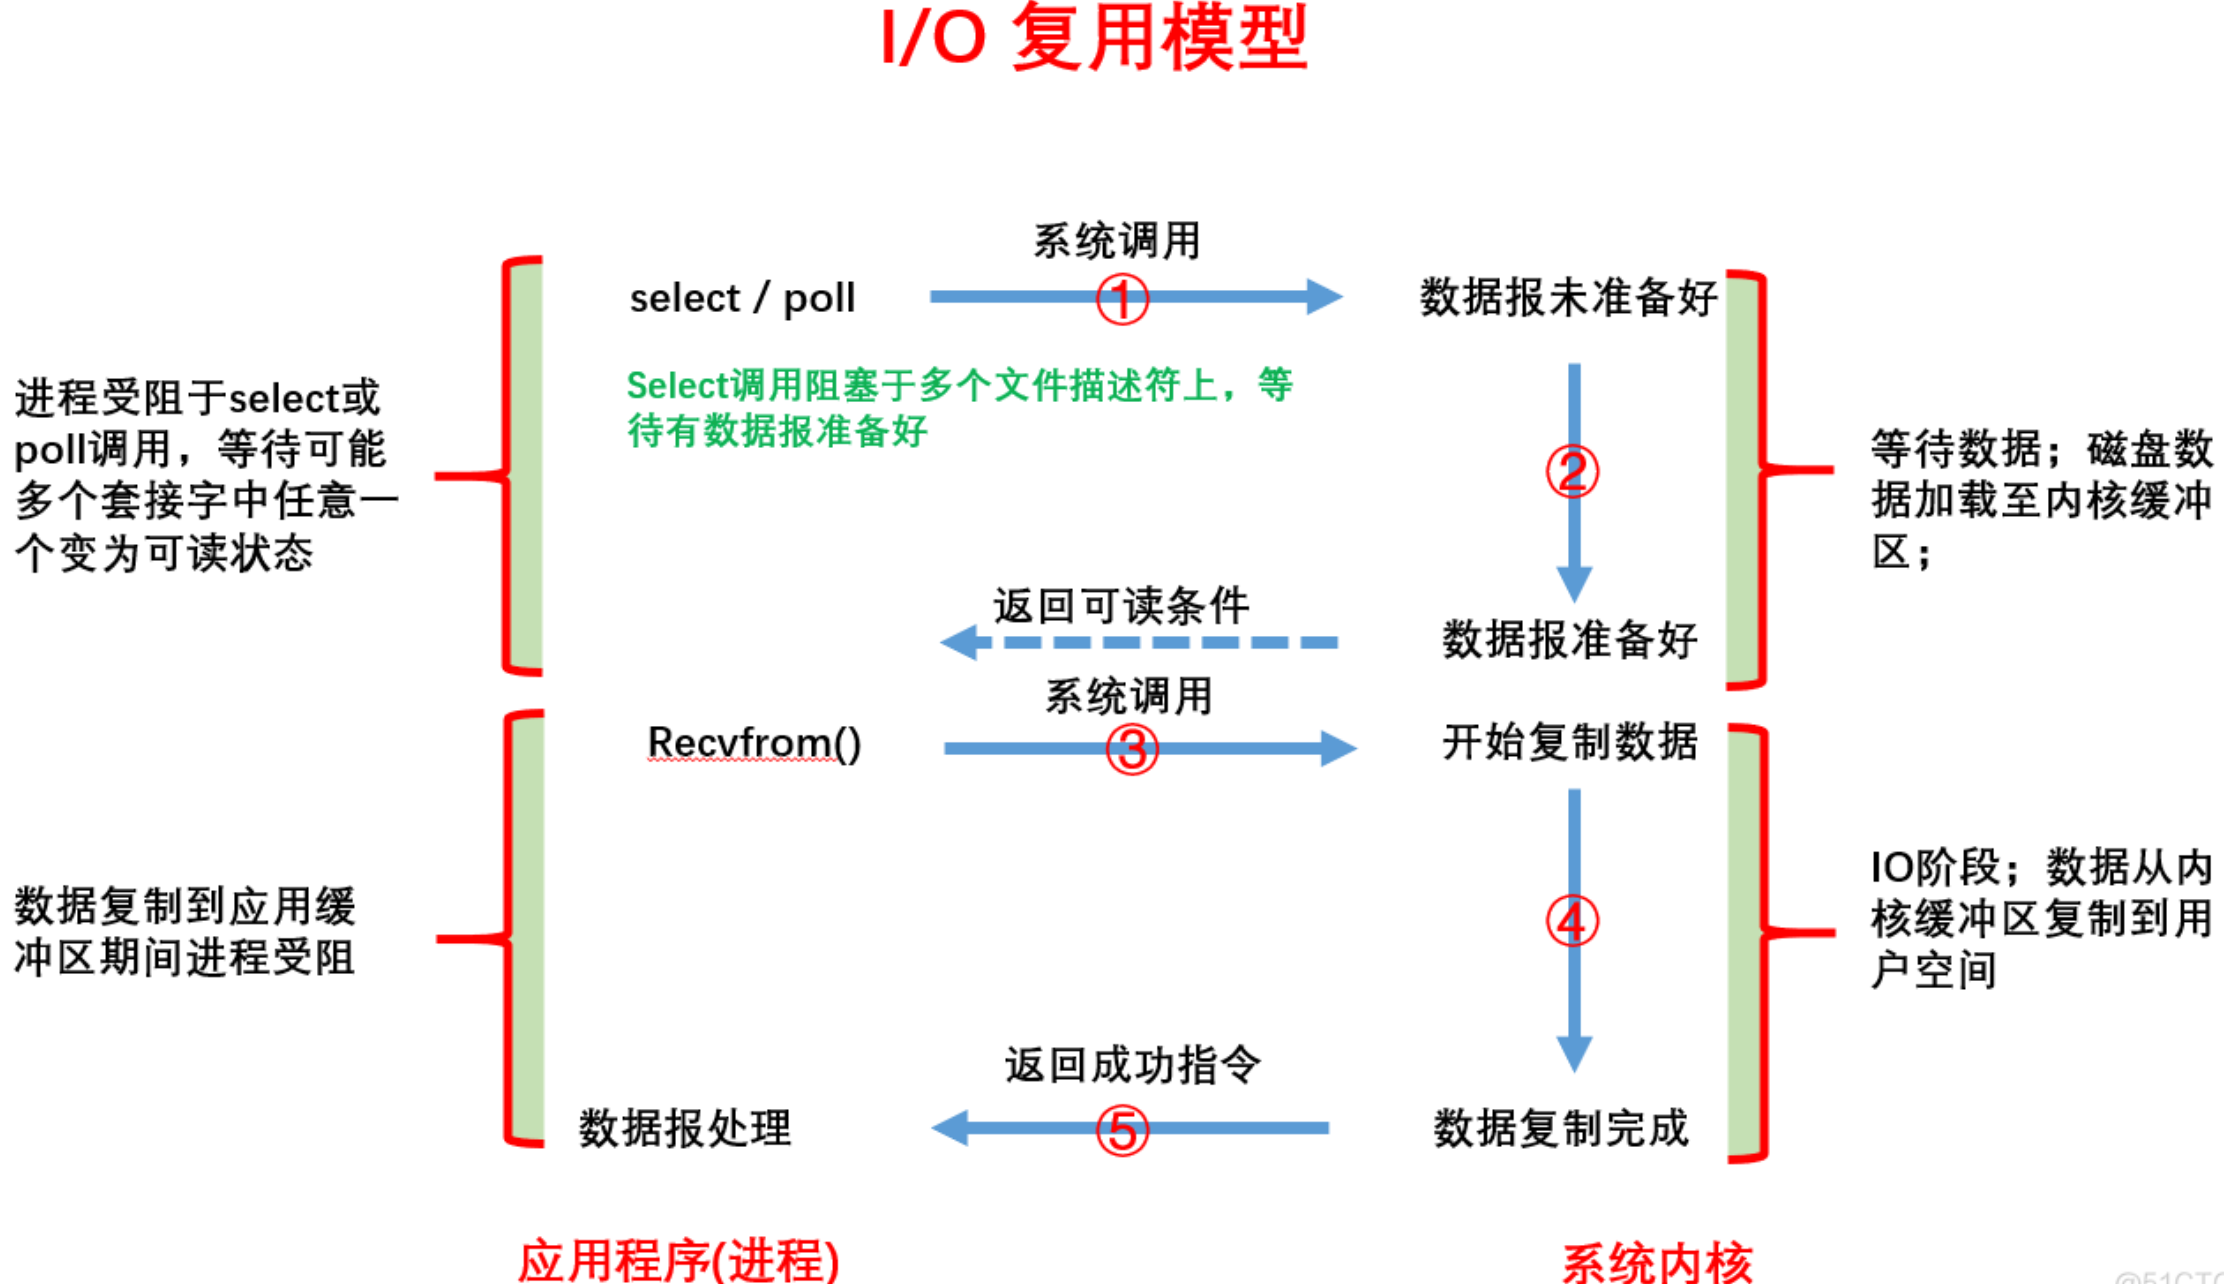 I/O 复用模型
系统调用
select / poll
①
数据报未准备好
Select调用阻塞于多个文件描述符上，等
待有数据报准备好
进程受阻于select或
poll调用，等待可能
多个套接字中任意一
个变为可读状态
②
等待数据；磁盘数
据加载至内核缓冲
区；
返回可读条件
数据报准备好
系统调用
Recvfrom()
③
开始复制数据
数据复制到应用缓
冲区期间进程受阻
④
IO阶段；数据从内
核缓冲区复制到用
户空间
返回成功指令
数据报处理
⑤
数据复制完成
应用程序(进程)
系统内核